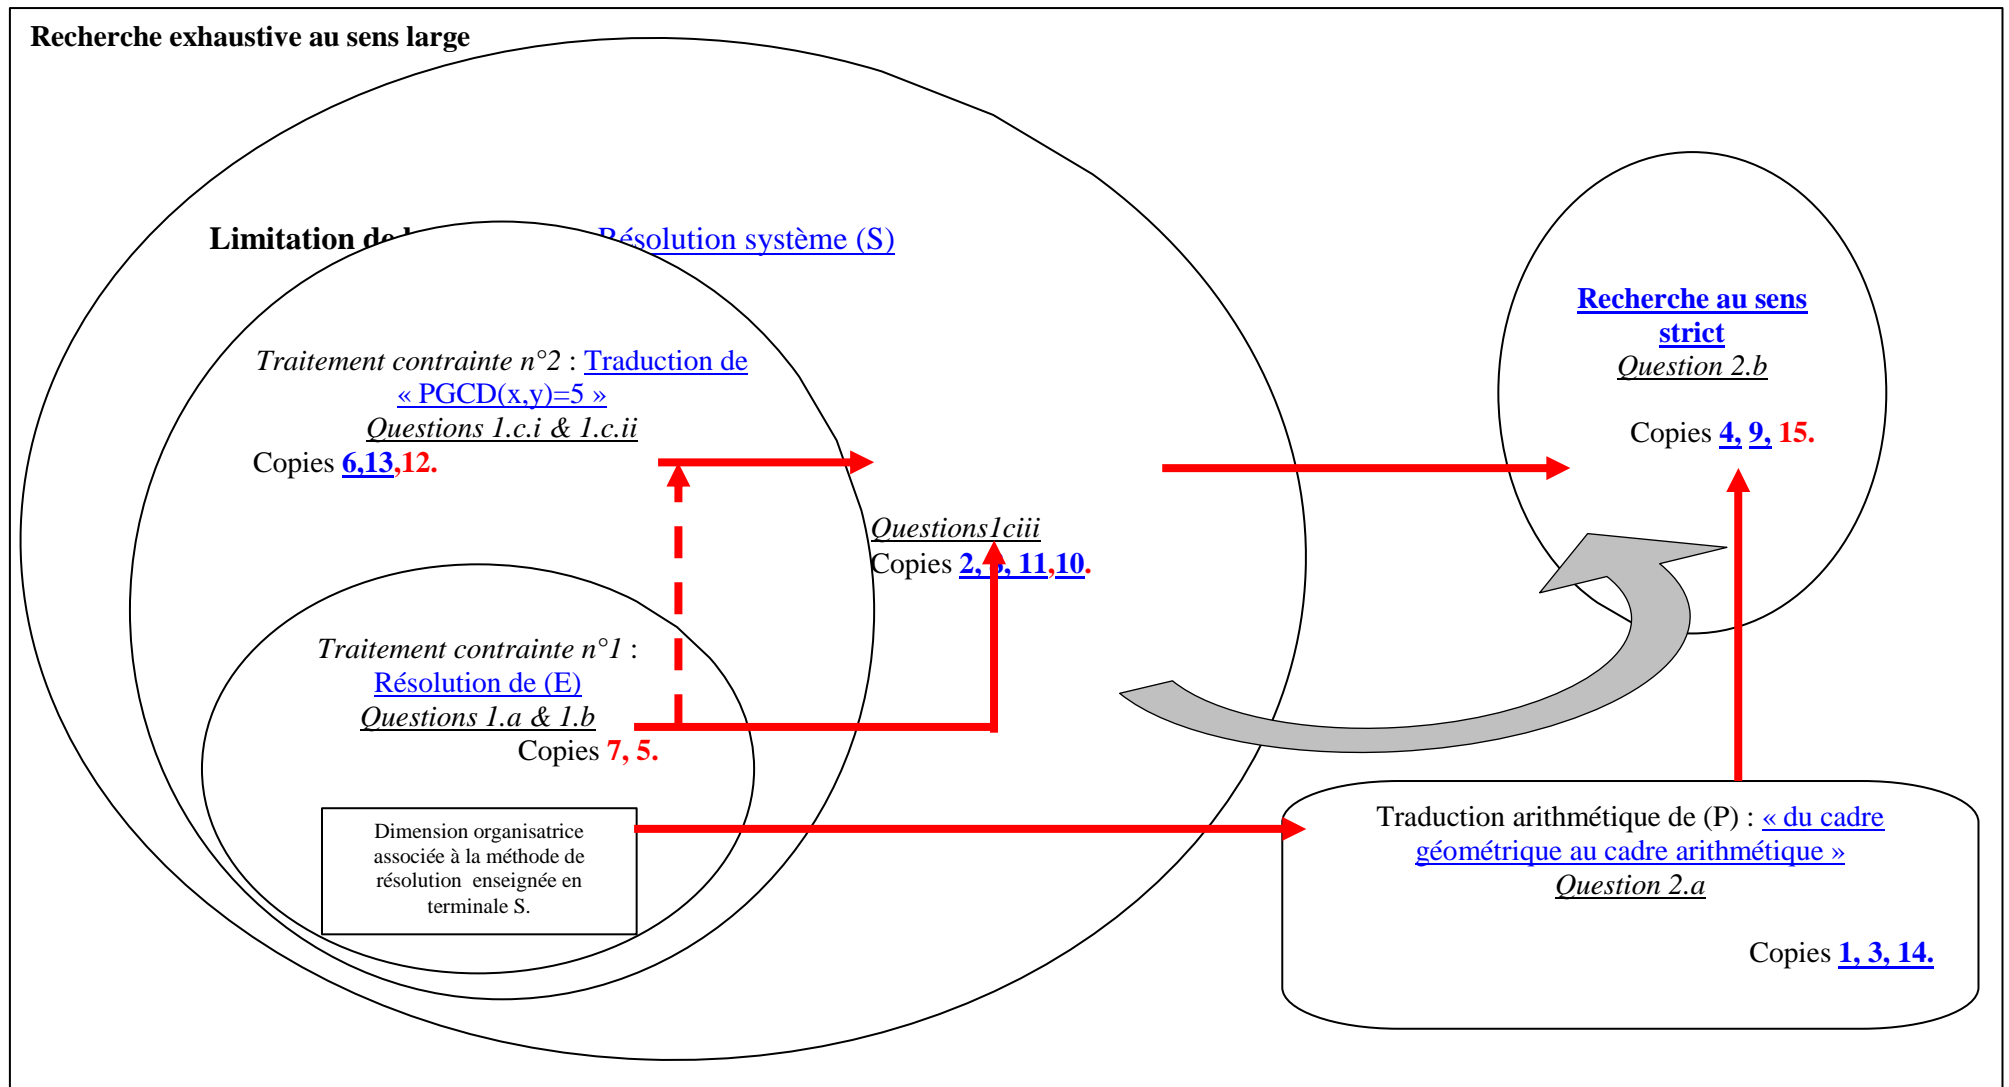 Recherche exhaustive au sens large
Limitation de
Résolution système (S)
Traitement contrainte n°2 : Traduction de
« PGCD(x,y)=5 »
Questions 1.c.i & 1.c.ii
Copies 6,13,12.
Questions1ciii
Copies 2, 11,10.
Traitement contrainte n°1 :
Résolution de (E)
Questions 1.a & 1.b
Copies 7, 5.
Dimension organisatrice
associée à la méthode de
résolution enseignée en
terminale S.
Recherche au sens
strict
Question 2.b
Copies 4, 9, 15.
Traduction arithmétique de (P) : « du cadre
géométrique au cadre arithmétique »
Question 2.a
Copies 1, 3, 14.